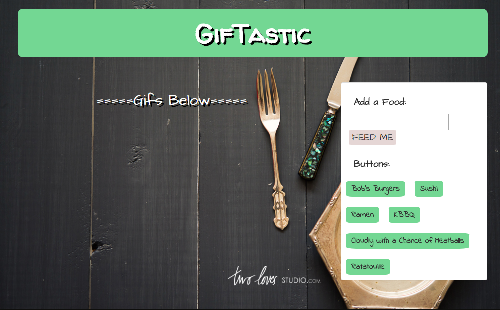 GifTastic
=====Gifs Below=====
Add a Food:
FEED ME
Buttons:
Bob's Burgers
Sushi
Ramen
KBBQ
Cloudy with a Chance of Meatballs
Ratatouille
two loves STUDIO.COM